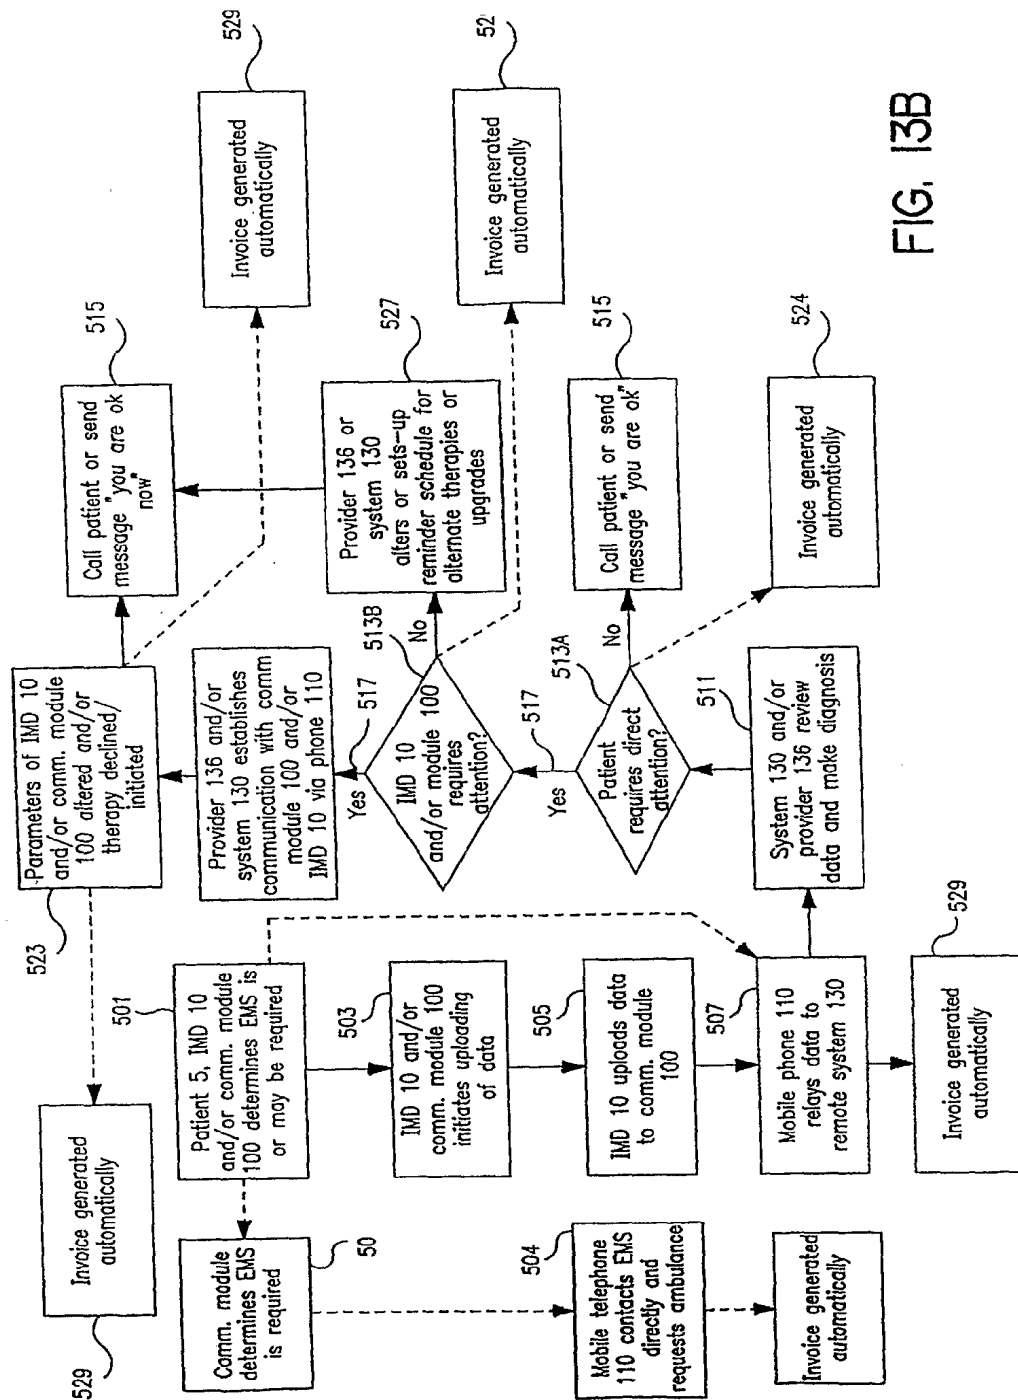 529
Invoice generated
automatically
Parameters of IMD 10
and/or comm. module
100 altered and/or
therapy declined/
initiated
523
Call patient or send
message "you are ok
now"
515
Invoice generated
automatically
529
Comm. module
determines EMS
is required
50
Patient 5, IMD 10
and/or comm. module
100 determines EMS is
or may be required
501
Provider 136 and/or
system 130 establishes
communication with comm
module 100 and/or
IMD 10 via phone 110
Yes
517
IMD 10
and/or module 100
requires
attention?
513B
No
Provider 136 or
system 130
alters or sets-up
reminder schedule for
alternate therapies or
upgrades
527
Invoice generated
automatically
52
IMD 10 and/or
comm. module 100
initiates uploading
of data
503
Yes
517
Patient
requires direct
attention?
513A
No
Call patient or send
message "you are ok"
515
Invoice generated
automatically
524
Mobile telephone
110 contacts EMS
directly and
requests ambulance
504
IMD 10 uploads data
to comm. module
100
505
Mobile phone 110
relays data to
remote system 130
507
System 130 and/or
provider 136 review
data and make diagnosis
511
Invoice generated
automatically
Invoice generated
automatically
529
FIG. 13B